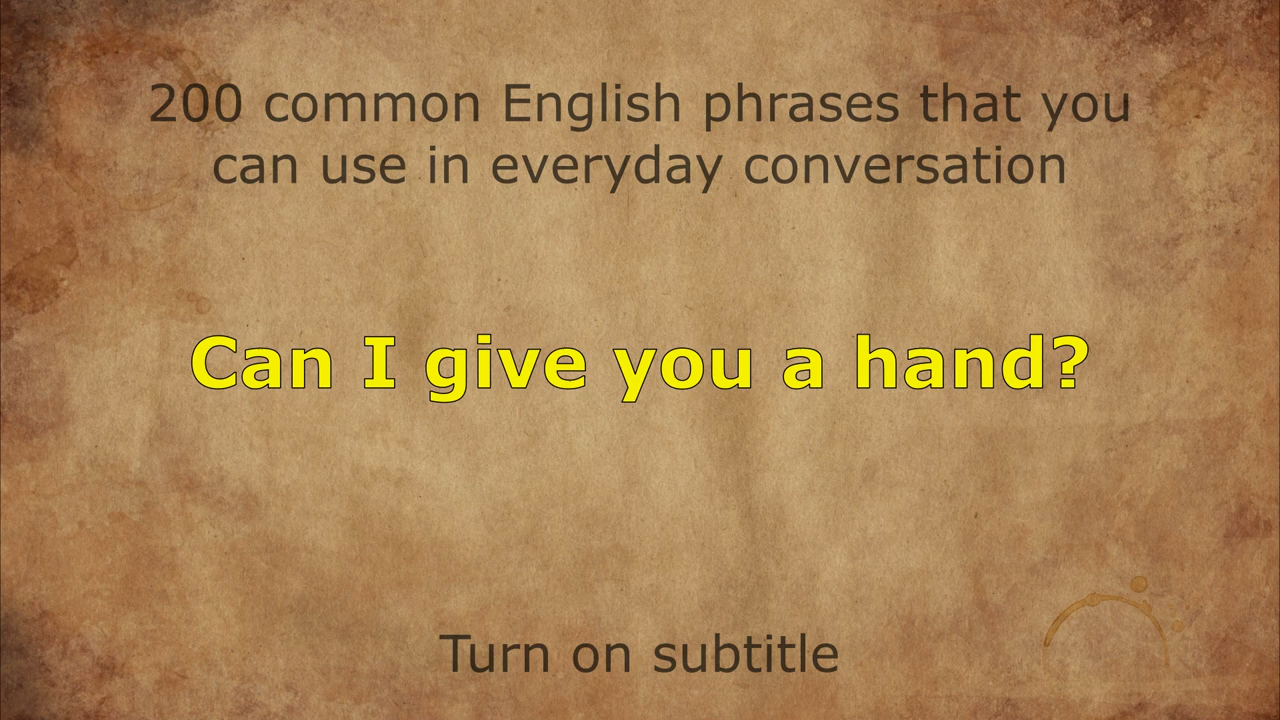 200 common English phrases that you
can use in everyday conversation
Can I give you a hand?
Turn on subtitle